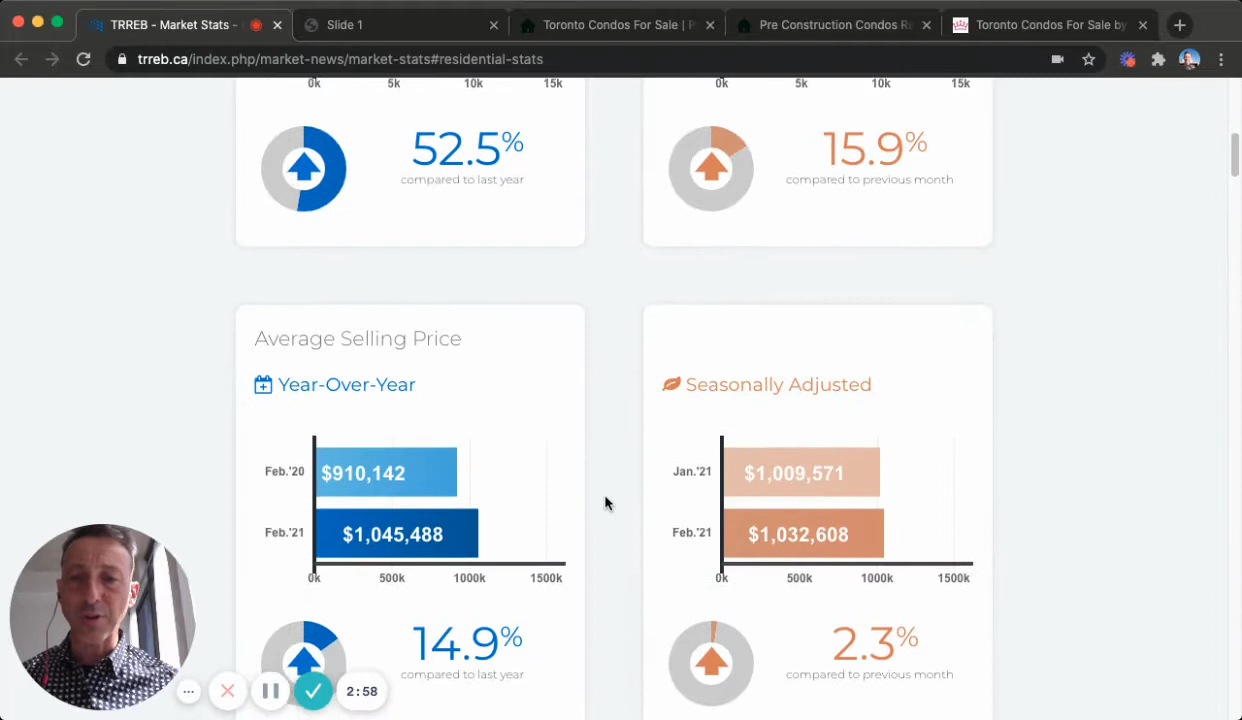 TRREB - Market Stats -
Slide 1
Toronto Condos For Sale | P
Pre Construction Condos R
Toronto Condos For Sale by
trreb.ca/index.php/market-news/market-stats#residential-stats
0k 5k 10k 15k
0k 5k 10k 15k
52.5%
compared to last year
15.9%
compared to previous month
Average Selling Price
Year-Over-Year
Feb.'20 $910,142
Feb.'21 $1,045,488
0k 500k 1000k 1500k
14.9%
compared to last year
Seasonally Adjusted
Jan.'21 $1,009,571
Feb.'21 $1,032,608
0k 500k 1000k 1500k
2.3%
compared to previous month
2:58